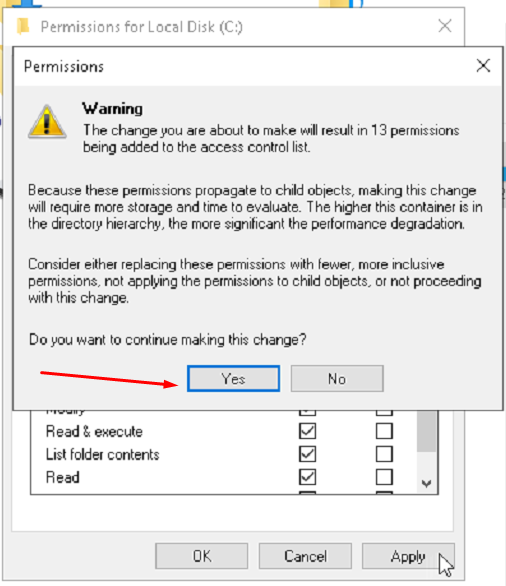 Permissions for Local Disk (C:)
Permissions
Warning
The change you are about to make will result in 13 permissions
being added to the access control list.
Because these permissions propagate to child objects, making this change
will require more storage and time to evaluate. The higher this container is in
the directory hierarchy, the more significant the performance degradation.
Consider either replacing these permissions with fewer, more inclusive
permissions, not applying the permissions to child objects, or not proceeding
with this change.
Do you want to continue making this change?
Yes No
Modify
Read & execute
List folder contents
Read
OK Cancel Apply